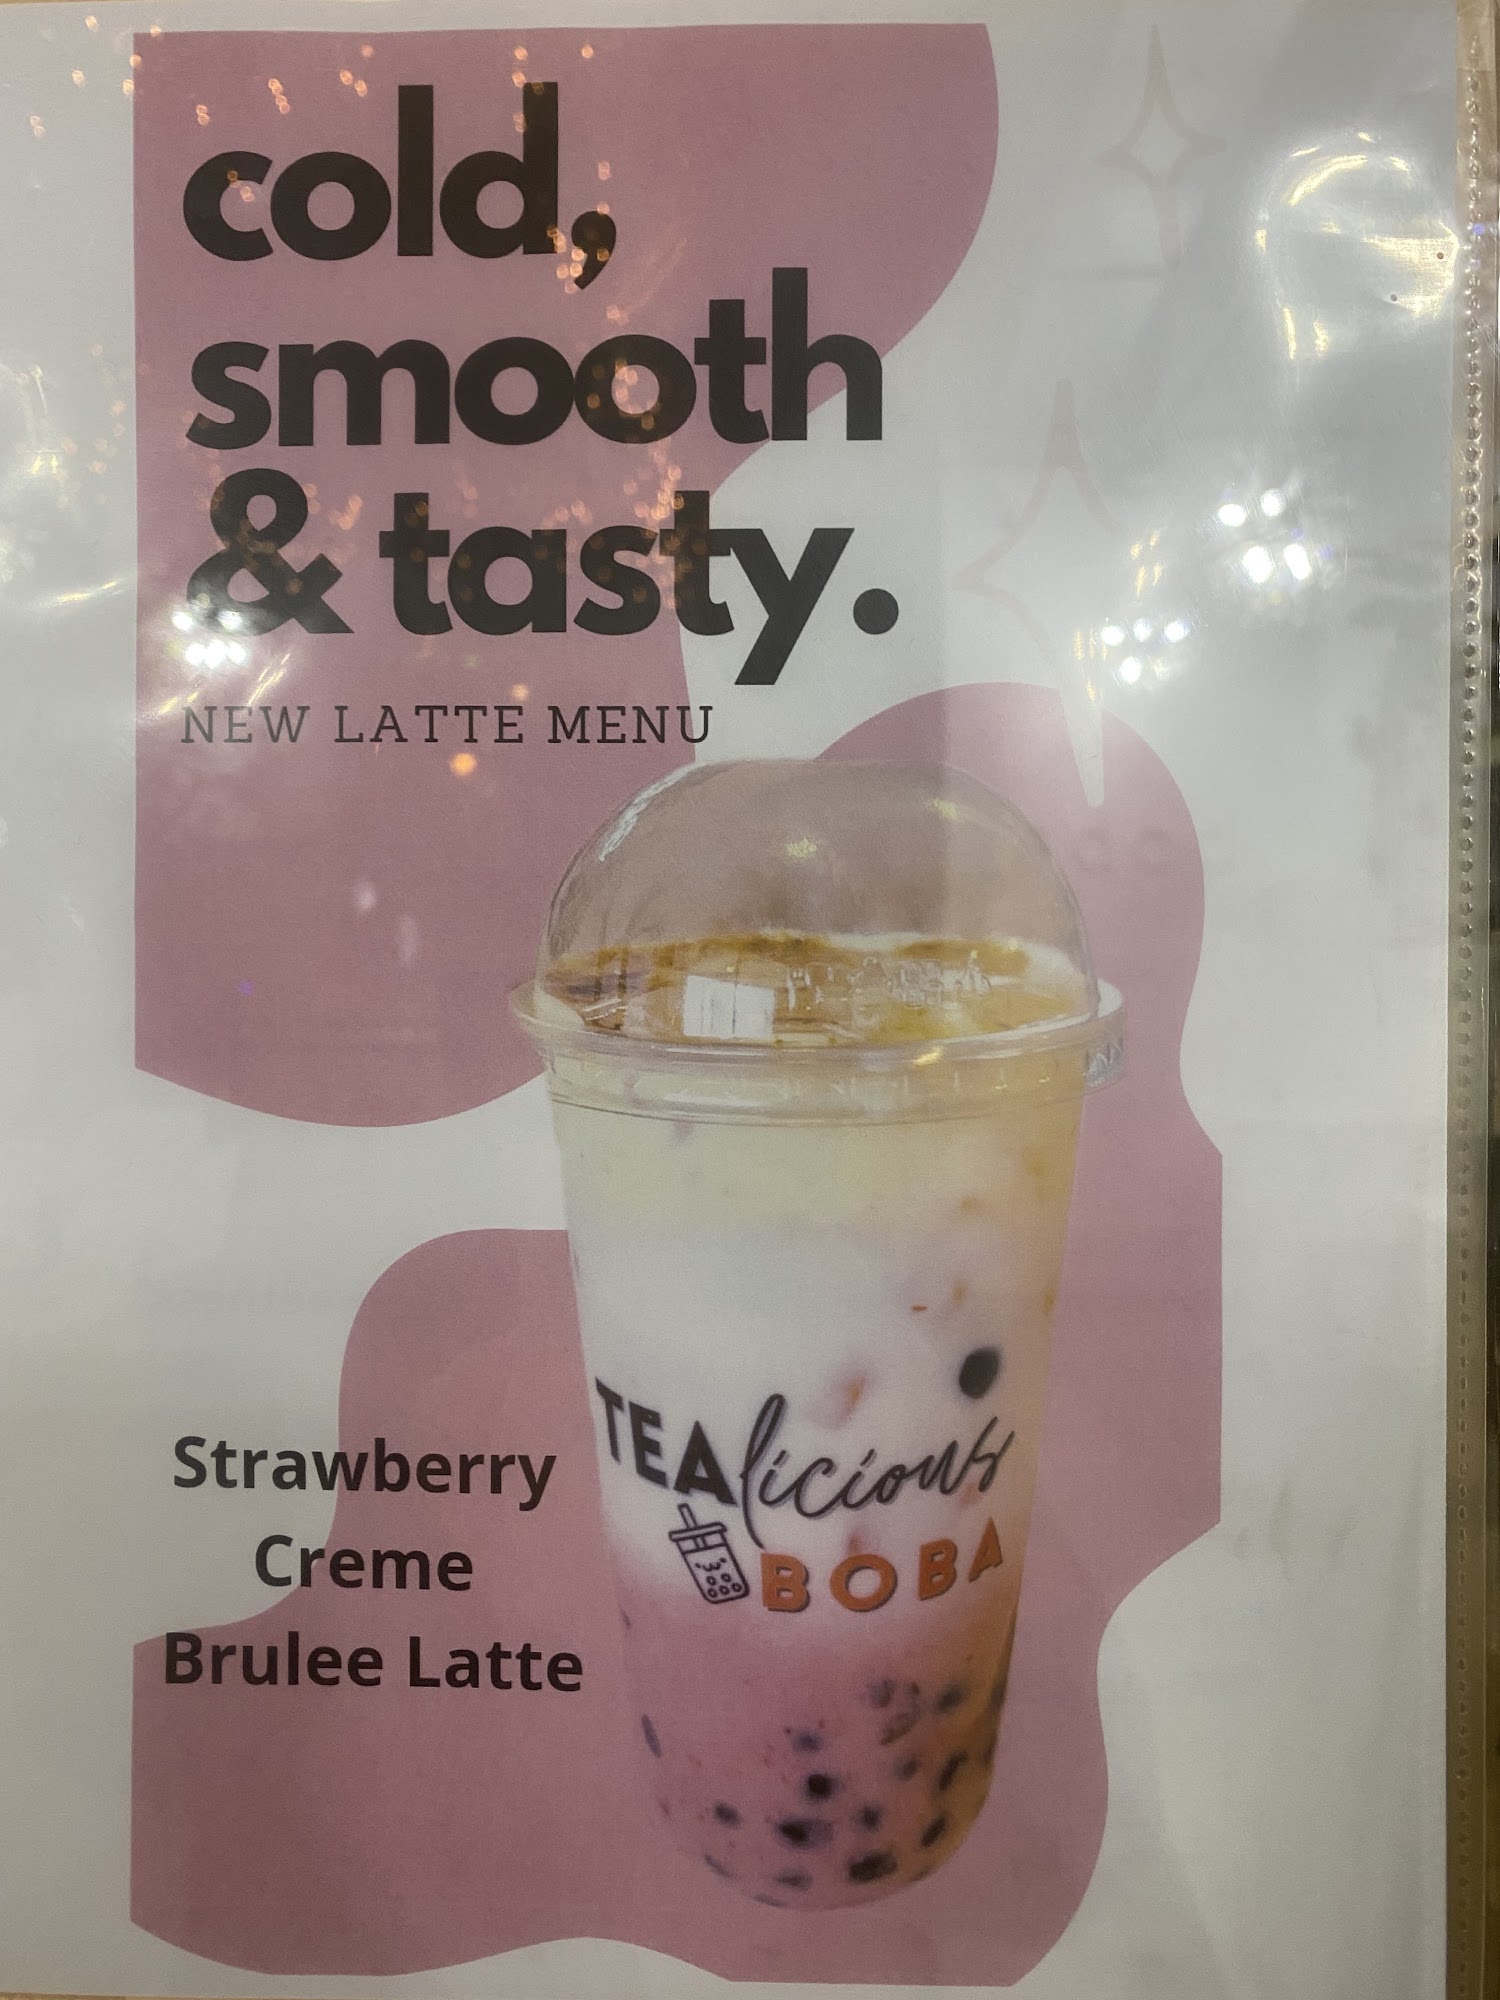 cold,
smooth
& tasty.
NEW LATTE MENU
TEAlicious
BOBA
Strawberry
Creme
Brulee Latte